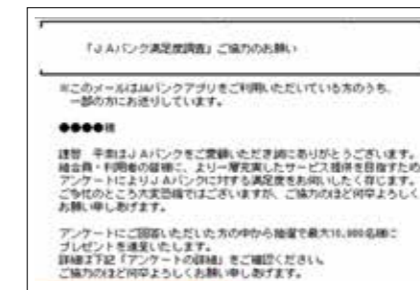 「JAバンク満足度調査」ご協力のお願い
※このメールはJAバンクアプリをご利用いただいている方のうち、
一部の方にお送りしています。
●●●●様
謹啓 平素はJAバンクをご愛顧いただき誠にありがとうございます。
組合員・利用者の皆様に、より一層充実したサービス提供を目指すため
アンケートによりJAバンクに対する満足度をお伺いしたく存じます。
ご多忙のところ大変恐縮ではございますが、ご協力のほど何卒よろしく
お願い申しあげます。
アンケートにご回答いただいた方の中から抽選で最大10,000名様に
プレゼントを進呈いたします。
詳細は下記「アンケートの詳細」をご確認ください。
ご協力のほど何卒よろしくお願い申しあげます。